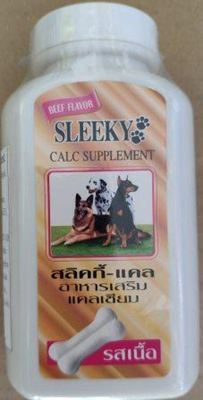 BEEF FLAVOR
SLEEKY
CALC SUPPLEMENT
สลิคกี้-แคล
อาหารเสริม
แคลเซียม
รสเนื้อ